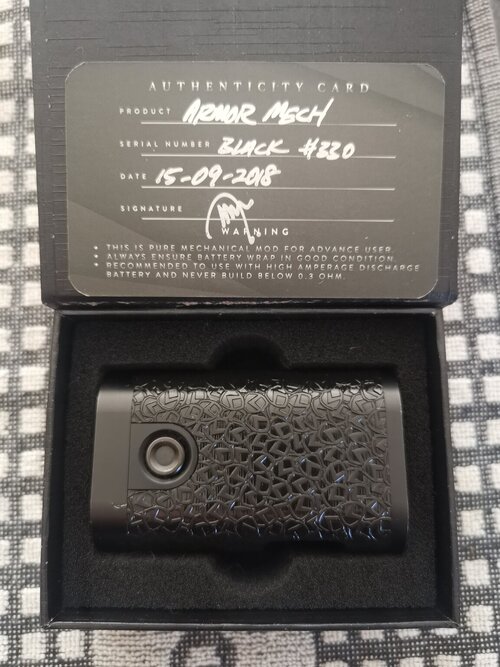 AUTHENTICITY CARD
PRODUCT ARMOR MECH
SERIAL NUMBER BLACK #330
DATE 15-09-2018
SIGNATURE
WARNING
• THIS IS PURE MECHANICAL MOD FOR ADVANCE USER.
• ALWAYS ENSURE BATTERY WRAP IN GOOD CONDITION.
• RECOMMENDED TO USE WITH HIGH AMPERAGE DISCHARGE
BATTERY AND NEVER BUILD BELOW 0.3 OHM.